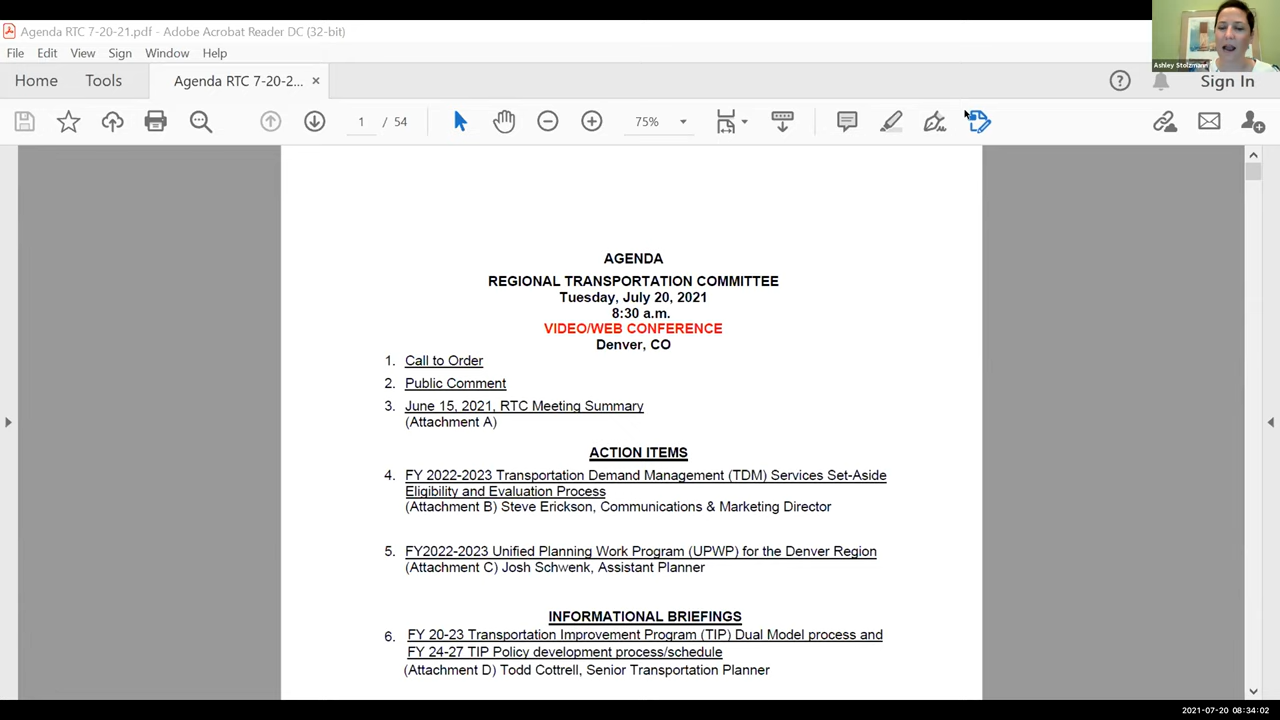 Agenda RTC 7-20-21.pdf - Adobe Acrobat Reader DC (32-bit)
File Edit View Sign Window Help
Home Tools Agenda RTC 7-20-2... × Sign In
1 / 54 75%
Ashley Stolzmann
AGENDA
REGIONAL TRANSPORTATION COMMITTEE
Tuesday, July 20, 2021
8:30 a.m.
VIDEO/WEB CONFERENCE
Denver, CO
1. Call to Order
2. Public Comment
3. June 15, 2021, RTC Meeting Summary
(Attachment A)
ACTION ITEMS
4. FY 2022-2023 Transportation Demand Management (TDM) Services Set-Aside
Eligibility and Evaluation Process
(Attachment B) Steve Erickson, Communications & Marketing Director
5. FY2022-2023 Unified Planning Work Program (UPWP) for the Denver Region
(Attachment C) Josh Schwenk, Assistant Planner
INFORMATIONAL BRIEFINGS
6. FY 20-23 Transportation Improvement Program (TIP) Dual Model process and
FY 24-27 TIP Policy development process/schedule
(Attachment D) Todd Cottrell, Senior Transportation Planner
2021-07-20 08:34:02